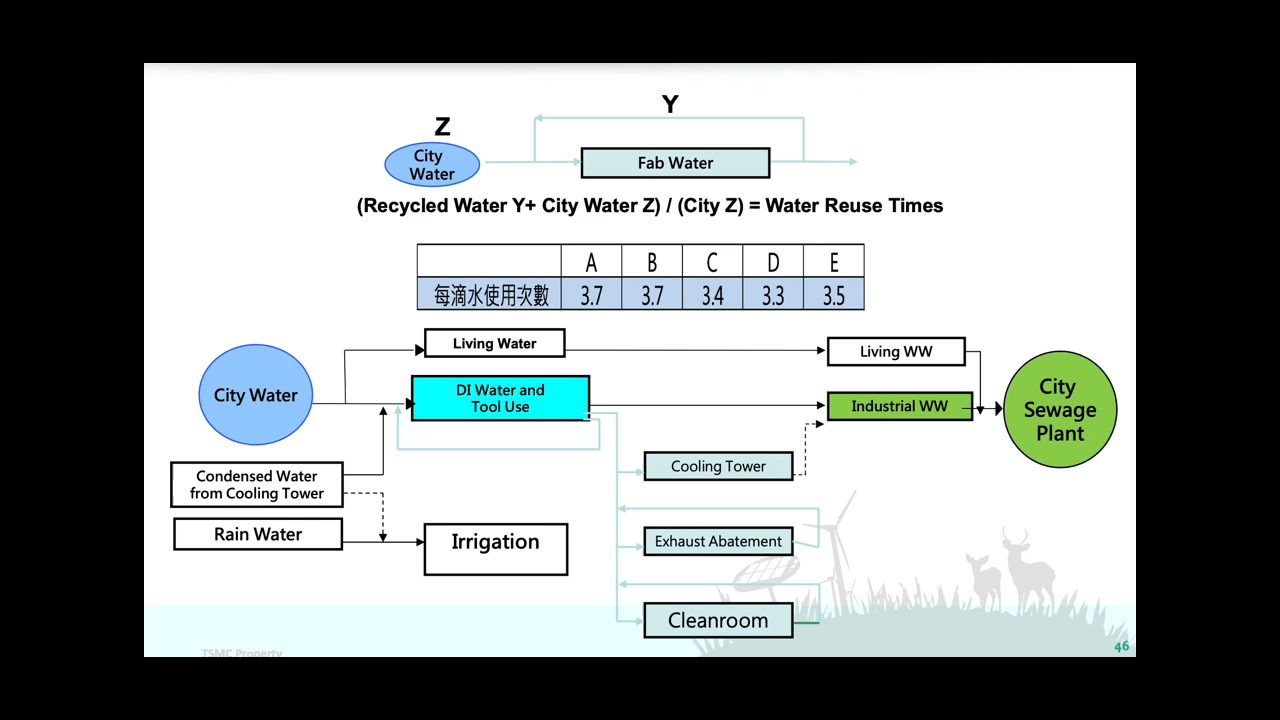 Y
Z
City
Water
Fab Water
(Recycled Water Y+ City Water Z) / (City Z) = Water Reuse Times
A B C D E
每滴水使用次數 3.7 3.7 3.4 3.3 3.5
Living Water
Living WW
City Water
DI Water and
Tool Use
Industrial WW
City
Sewage
Plant
Condensed Water
from Cooling Tower
Cooling Tower
Rain Water
Irrigation
Exhaust Abatement
Cleanroom
TSMC Property
46